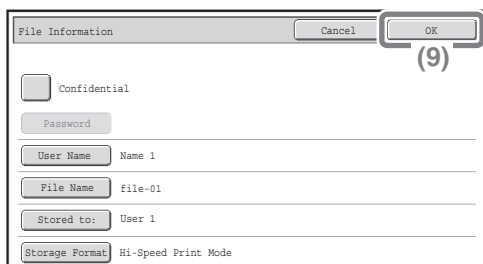 File Information Cancel OK
(9)
Confidential
Password
User Name Name 1
File Name file-01
Stored to: User 1
Storage Format Hi-Speed Print Mode